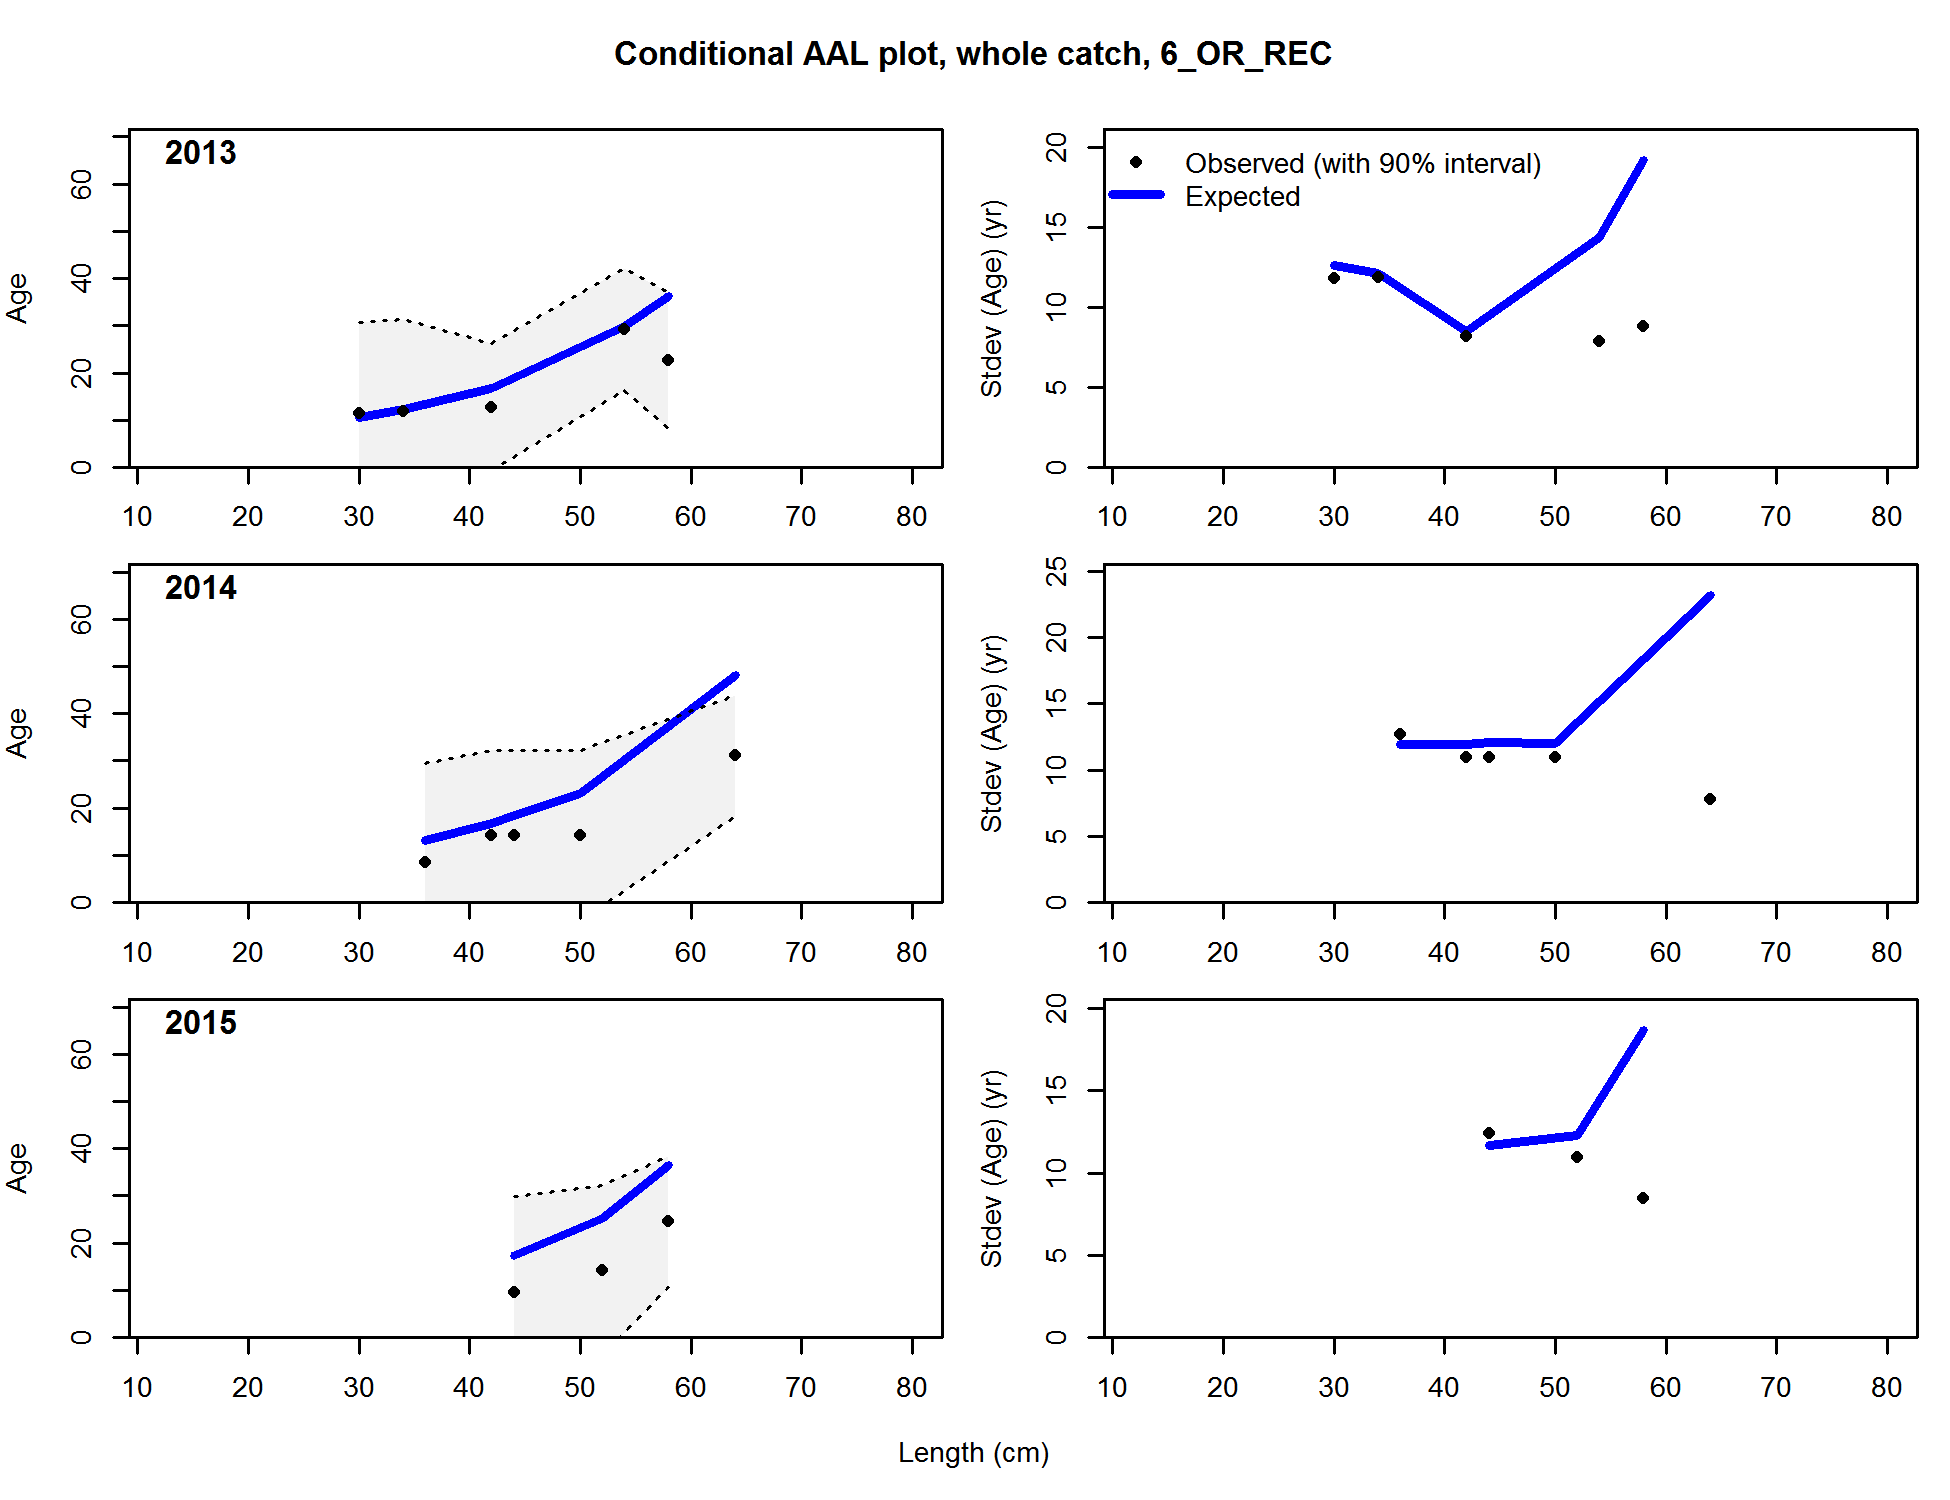 Conditional AAL plot, whole catch, 6_OR_REC
2013
Age
0 20 40 60
10 20 30 40 50 60 70 80
Observed (with 90% interval)
Expected
Stdev (Age) (yr)
0 5 10 15 20
10 20 30 40 50 60 70 80
2014
Age
0 20 40 60
10 20 30 40 50 60 70 80
Stdev (Age) (yr)
0 5 10 15 20 25
10 20 30 40 50 60 70 80
2015
Age
0 20 40 60
10 20 30 40 50 60 70 80
Stdev (Age) (yr)
0 5 10 15 20
10 20 30 40 50 60 70 80
Length (cm)